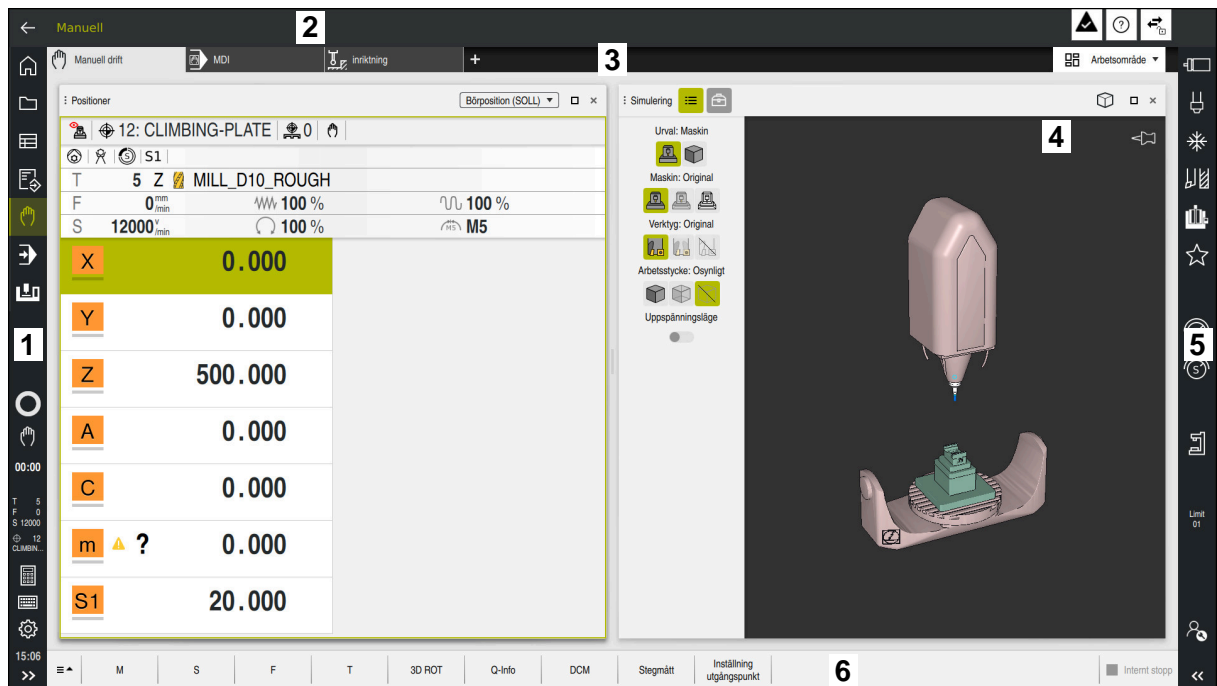 Manuell
2
Manuell drift
MDI
inriktning
+
3
Arbetsområde
Positioner
Börposition (SOLL)
12: CLIMBING-PLATE
0
S1
T 5 Z MILL_D10_ROUGH
F 0 mm/min 100 % 100 %
S 12000 °/min 100 % M5
X 0.000
Y 0.000
Z 500.000
A 0.000
C 0.000
m ? 0.000
S1 20.000
Simulering
Urval: Maskin
Maskin: Original
Verktyg: Original
Arbetsstycke: Osynligt
Uppspänningsläge
4
1
00:00
T 5
F 0
S 12000
12
CLIMBIN...
15:06
5
S
Limit
01
M
S
F
T
3D ROT
Q-Info
DCM
Stegmått
Inställning
utgångspunkt
6
Internt stopp